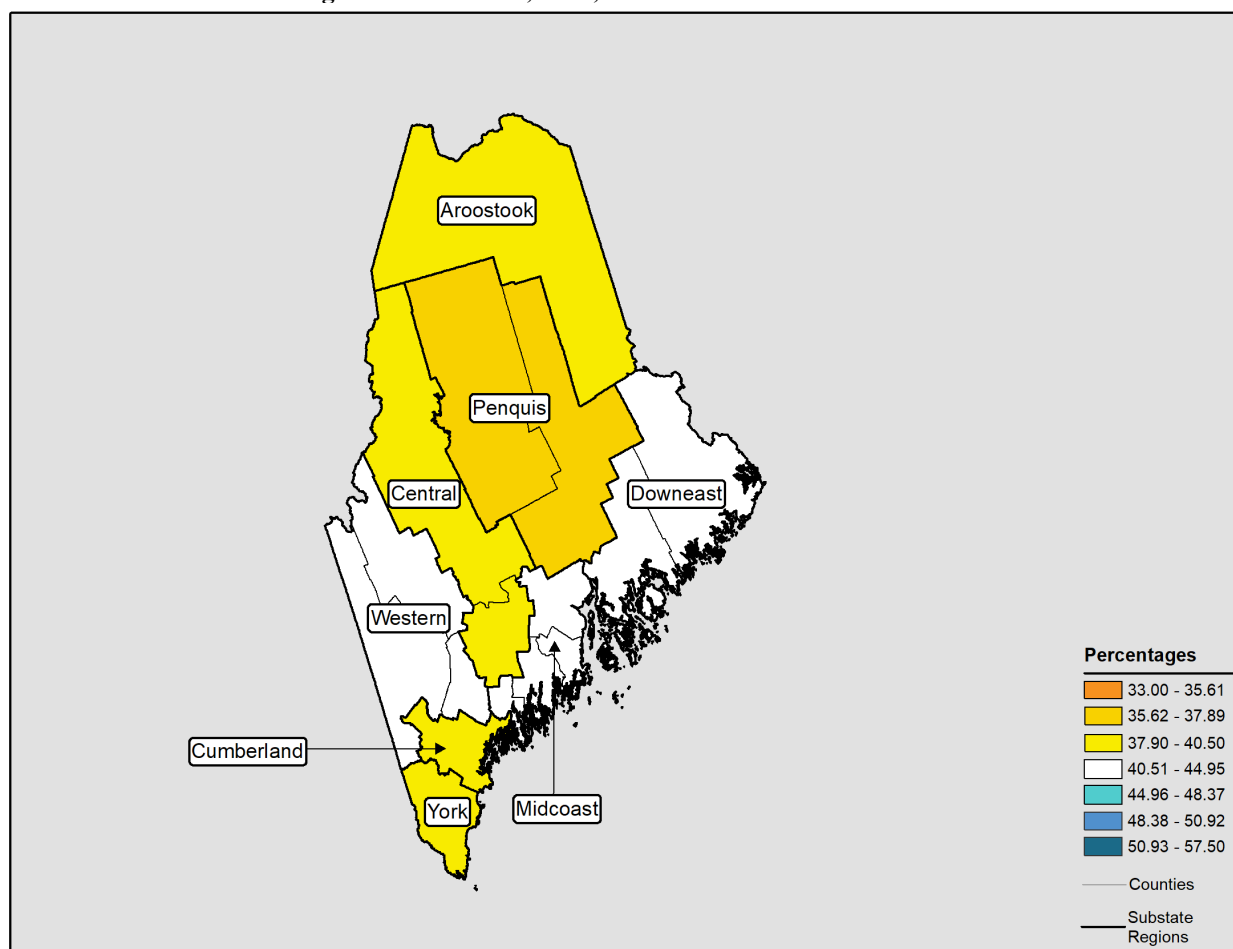 Aroostook
Penquis
Central
Downeast
Western
Cumberland
York
Midcoast
Percentages
33.00 - 35.61
35.62 - 37.89
37.90 - 40.50
40.51 - 44.95
44.96 - 48.37
48.38 - 50.92
50.93 - 57.50
Counties
Substate
Regions